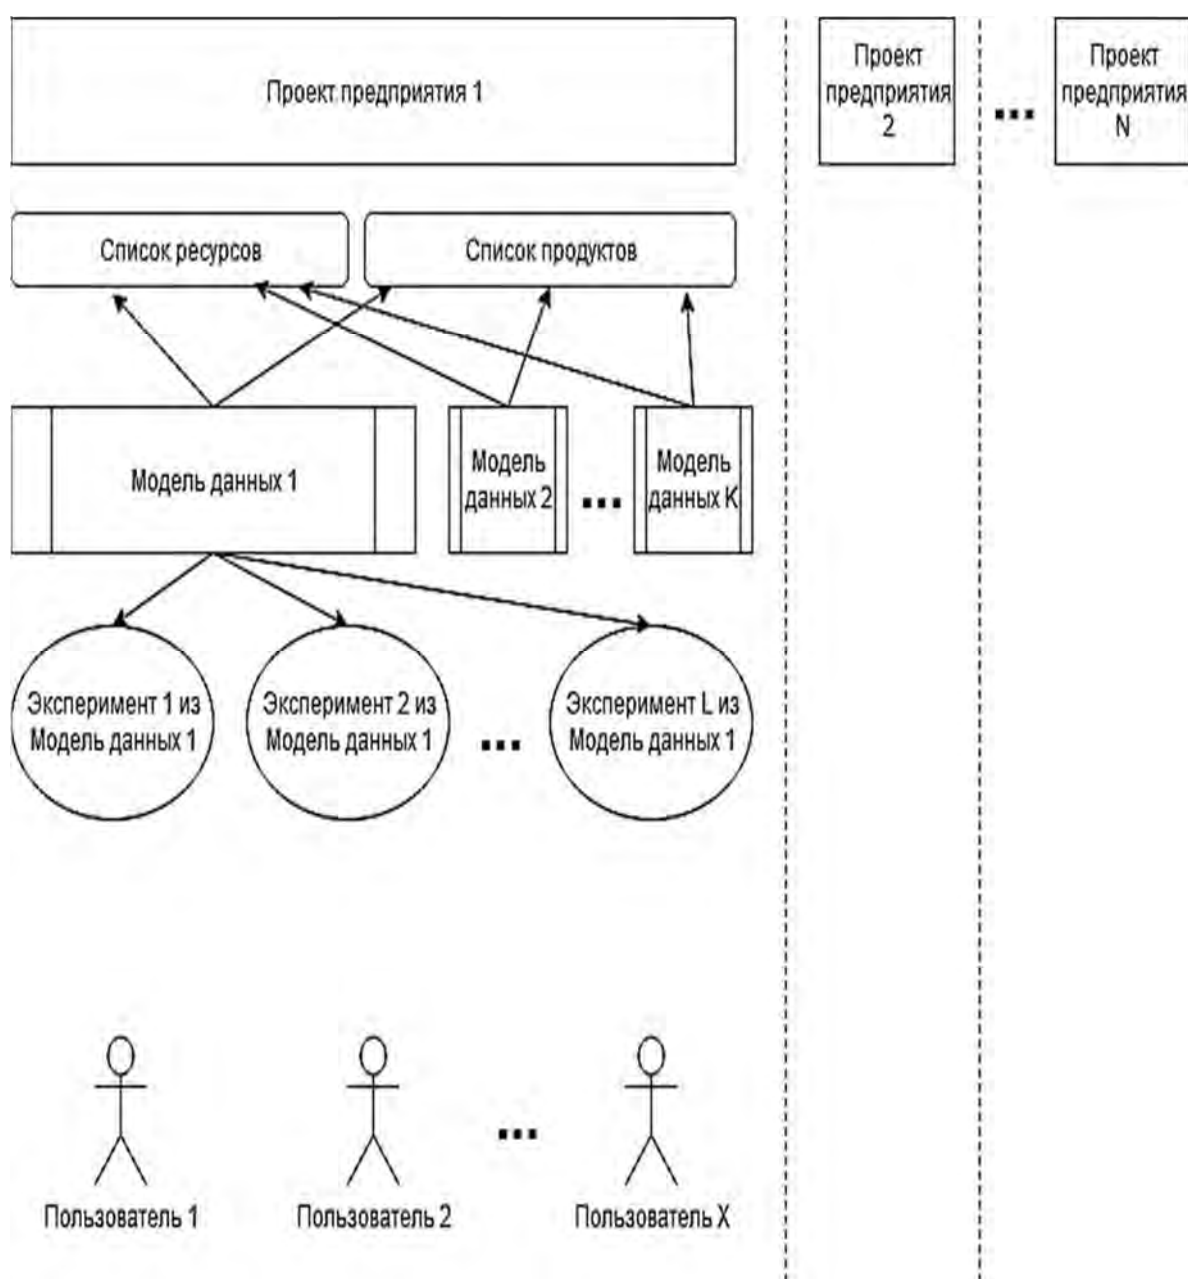 Проект предприятия 1
Проект
предприятия
2
...
Проект
предприятия
N
Список ресурсов
Список продуктов
Модель данных 1
Модель
данных 2
...
Модель
данных K
Эксперимент 1 из
Модель данных 1
Эксперимент 2 из
Модель данных 1
...
Эксперимент L из
Модель данных 1
...
Пользователь 1
Пользователь 2
Пользователь X